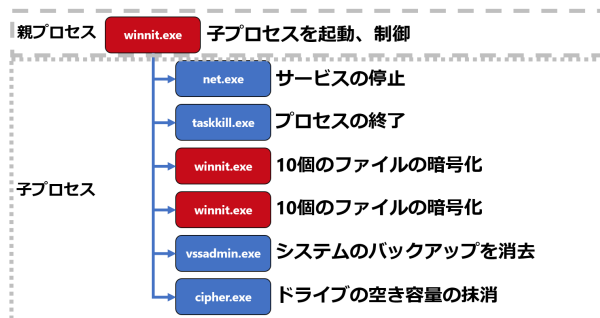 親プロセス winnit.exe 子プロセスを起動、制御
net.exe サービスの停止
taskkill.exe プロセスの終了
winnit.exe 10個のファイルの暗号化
子プロセス
winnit.exe 10個のファイルの暗号化
vssadmin.exe システムのバックアップを消去
cipher.exe ドライブの空き容量の抹消